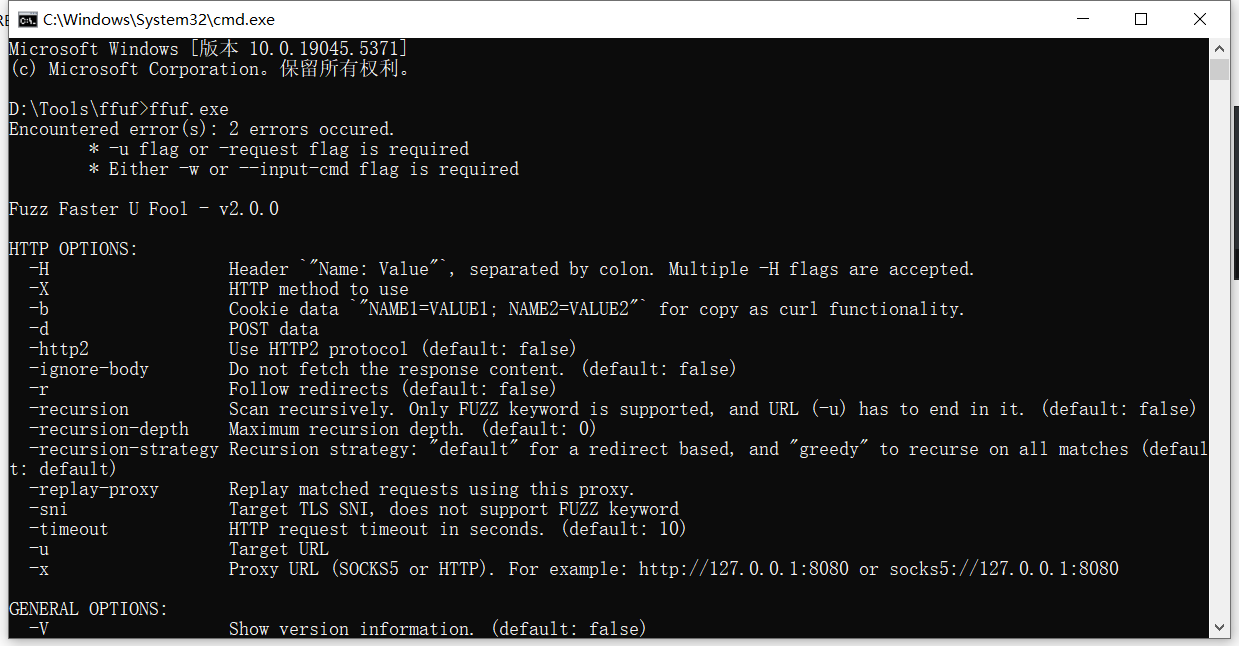 C:\Windows\System32\cmd.exe
Microsoft Windows [版本 10.0.19045.5371]
(c) Microsoft Corporation。保留所有权利。
D:\Tools\ffuf>ffuf.exe
Encountered error(s): 2 errors occured.
* -u flag or -request flag is required
* Either -w or --input-cmd flag is required
Fuzz Faster U Fool - v2.0.0
HTTP OPTIONS:
-H Header `"Name: Value"`, separated by colon. Multiple -H flags are accepted.
-X HTTP method to use
-b Cookie data `"NAME1=VALUE1; NAME2=VALUE2"` for copy as curl functionality.
-d POST data
-http2 Use HTTP2 protocol (default: false)
-ignore-body Do not fetch the response content. (default: false)
-r Follow redirects (default: false)
-recursion Scan recursively. Only FUZZ keyword is supported, and URL (-u) has to end in it. (default: false)
-recursion-depth Maximum recursion depth. (default: 0)
-recursion-strategy Recursion strategy: "default" for a redirect based, and "greedy" to recurse on all matches (defaul
t: default)
-replay-proxy Replay matched requests using this proxy.
-sni Target TLS SNI, does not support FUZZ keyword
-timeout HTTP request timeout in seconds. (default: 10)
-u Target URL
-x Proxy URL (SOCKS5 or HTTP). For example: http://127.0.0.1:8080 or socks5://127.0.0.1:8080
GENERAL OPTIONS:
-V Show version information. (default: false)